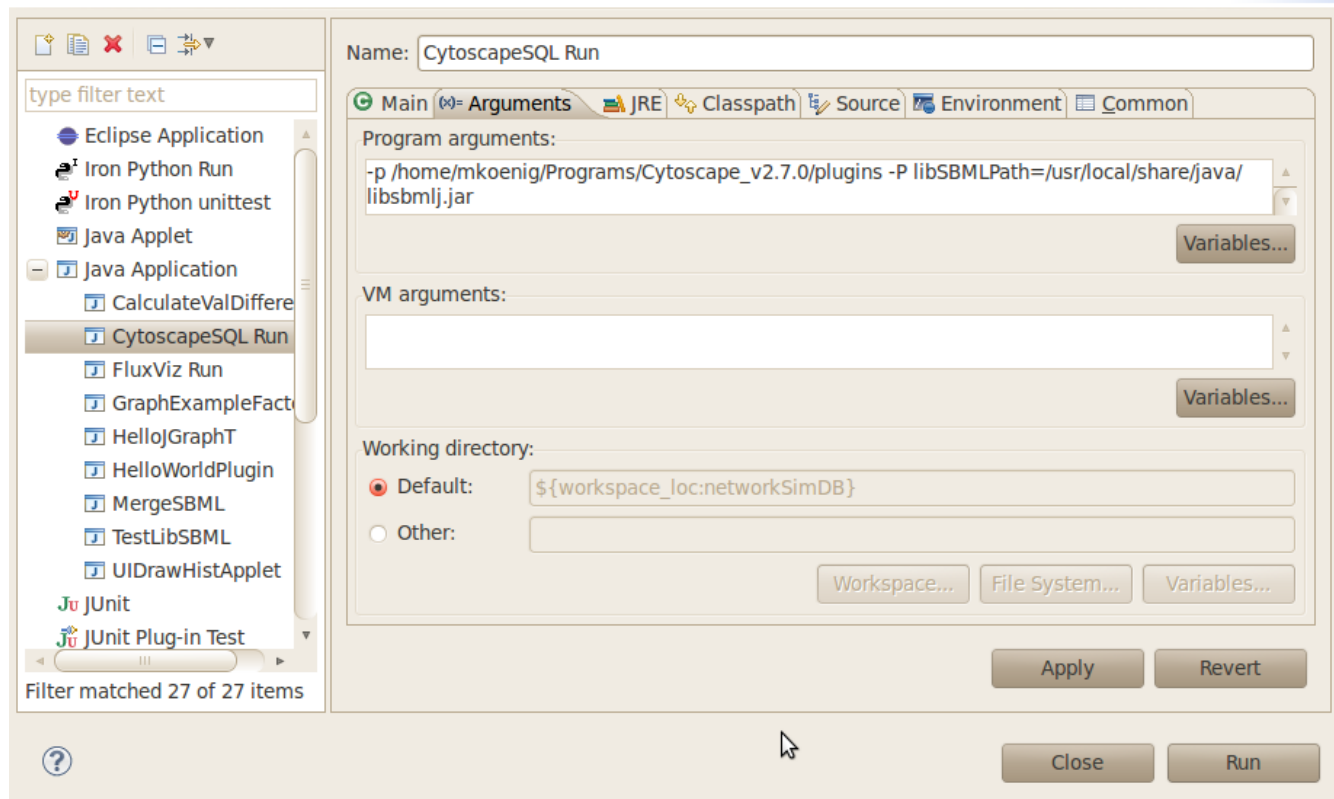 type filter text
Eclipse Application
Iron Python Run
Iron Python unittest
Java Applet
Java Application
CalculateValDiffere
CytoscapeSQL Run
FluxViz Run
GraphExampleFacto
HelloJGraphT
HelloWorldPlugin
MergeSBML
TestLibSBML
UIDrawHistApplet
JUnit
JUnit Plug-in Test
Filter matched 27 of 27 items
Name: CytoscapeSQL Run
Main (x)= Arguments JRE Classpath Source Environment Common
Program arguments:
-p /home/mkoenig/Programs/Cytoscape_v2.7.0/plugins -P libSBMLPath=/usr/local/share/java/
libsbmlj.jar
Variables...
VM arguments:
Variables...
Working directory:
Default: ${workspace_loc:networkSimDB}
Other:
Workspace... File System... Variables...
Apply Revert
Close Run